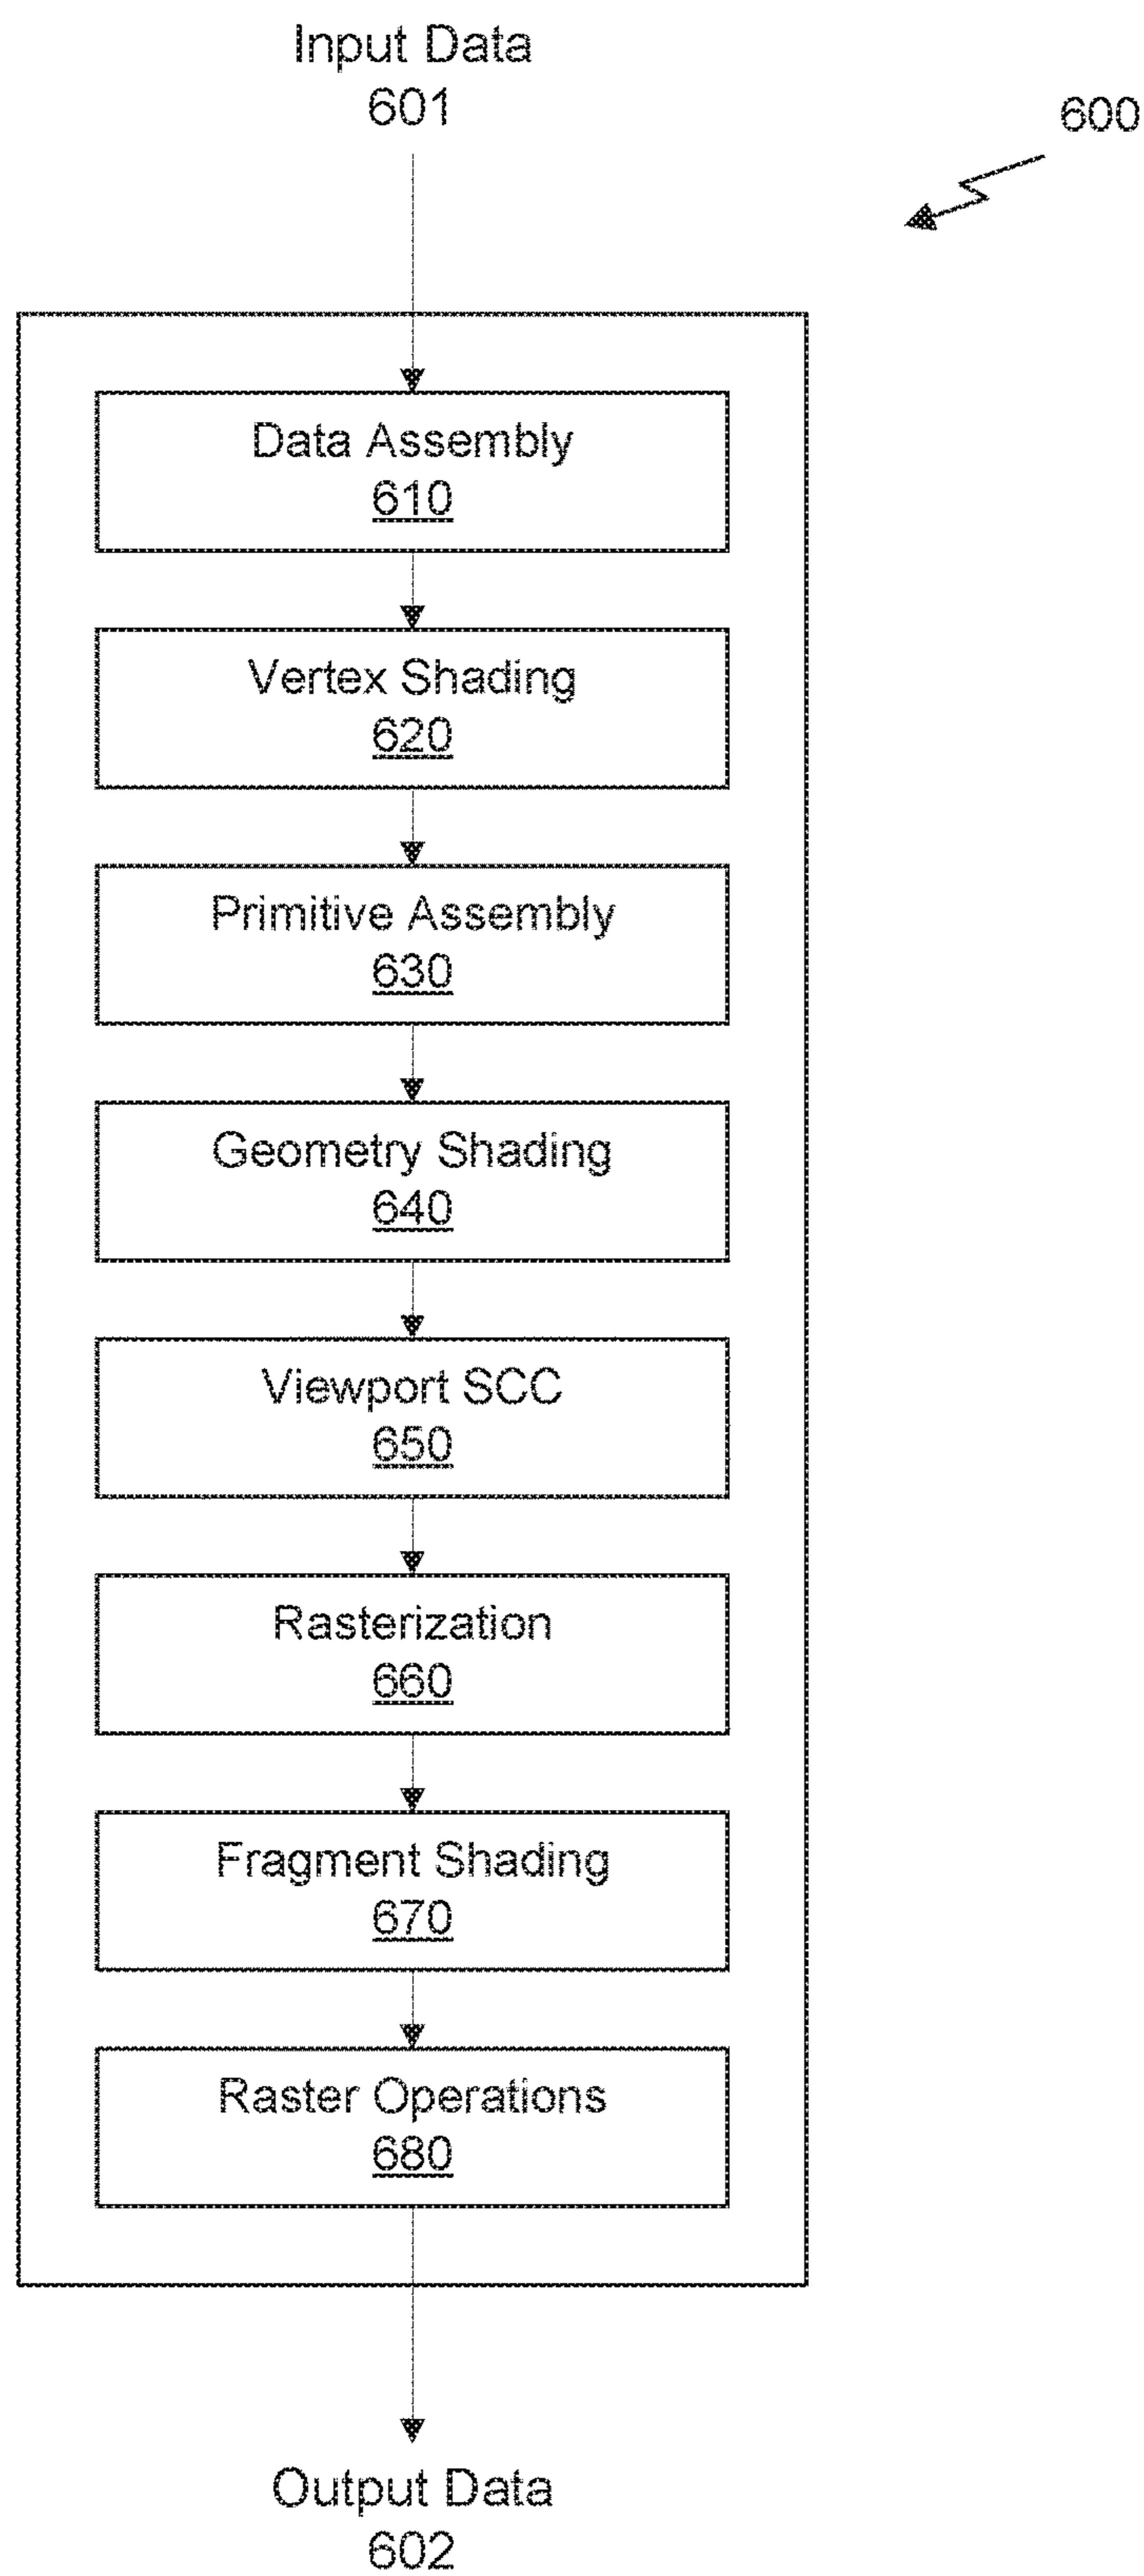 Input Data
601
600
Data Assembly
610
Vertex Shading
620
Primitive Assembly
630
Geometry Shading
640
Viewport SCC
650
Rasterization
660
Fragment Shading
670
Raster Operations
680
Output Data
602